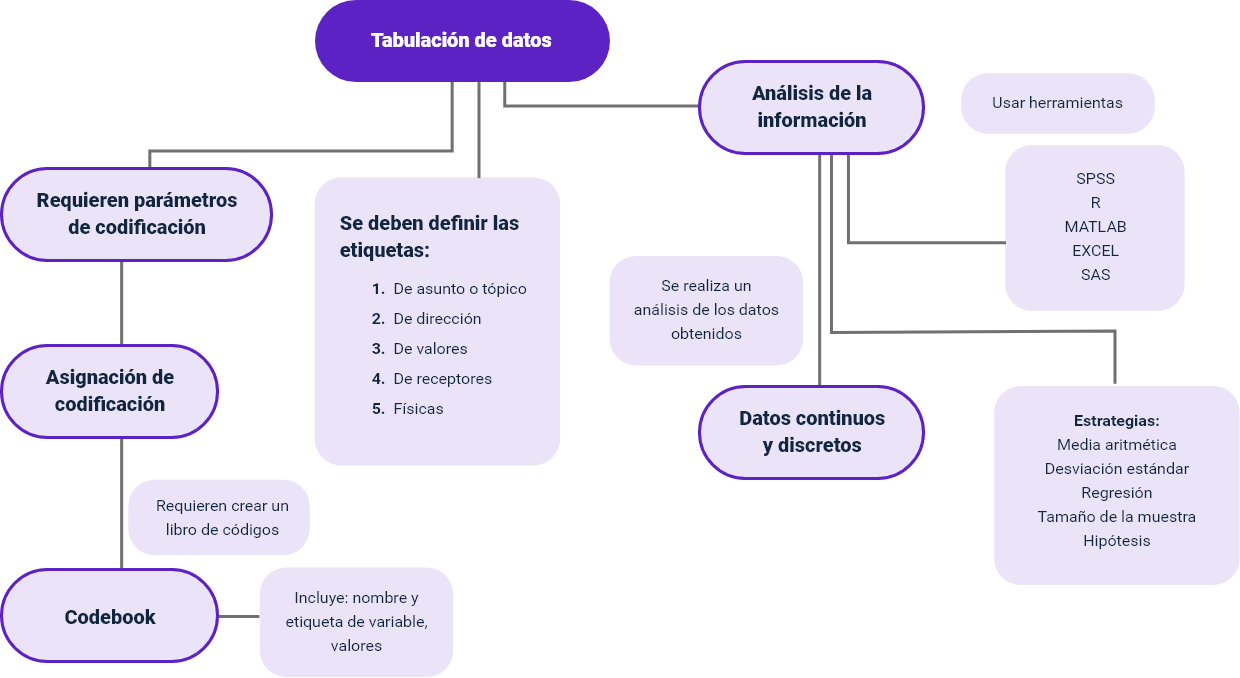 Tabulación de datos
Análisis de la
información
Usar herramientas
SPSS
R
MATLAB
EXCEL
SAS
Requieren parámetros
de codificación
Se deben definir las
etiquetas:
1. De asunto o tópico
2. De dirección
3. De valores
4. De receptores
5. Físicas
Se realiza un
análisis de los datos
obtenidos
Asignación de
codificación
Datos continuos
y discretos
Estrategias:
Media aritmética
Desviación estándar
Regresión
Tamaño de la muestra
Hipótesis
Requieren crear un
libro de códigos
Codebook
Incluye: nombre y
etiqueta de variable,
valores